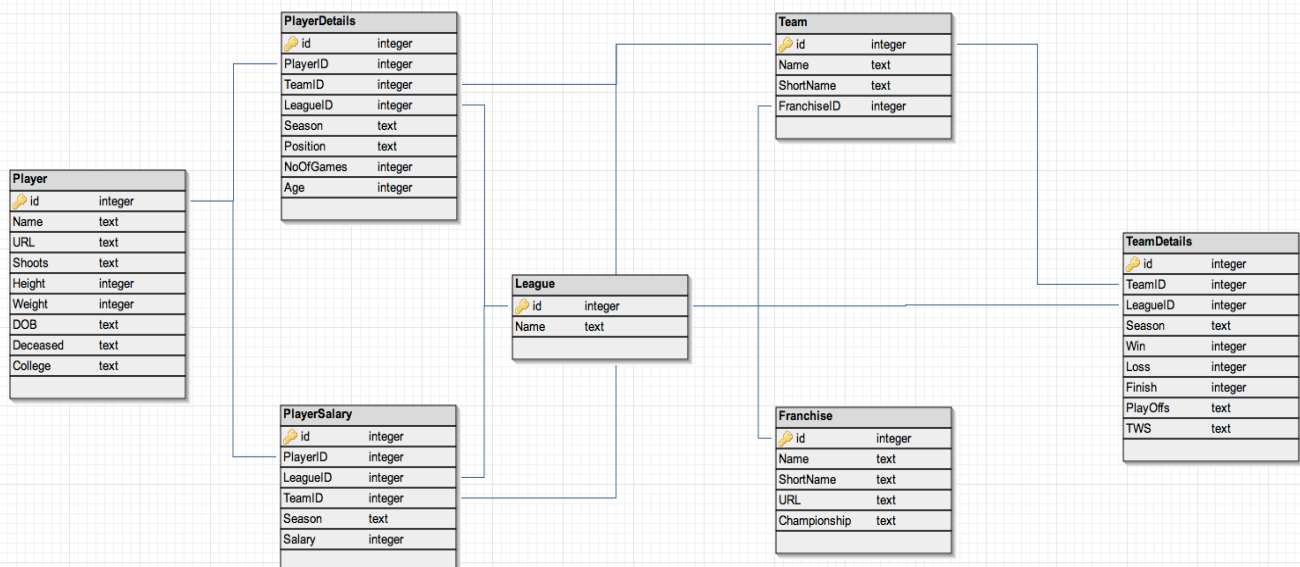 PlayerDetails
id integer
PlayerID integer
TeamID integer
LeagueID integer
Season text
Position text
NoOfGames integer
Age integer
Team
id integer
Name text
ShortName text
FranchiseID integer
Player
id integer
Name text
URL text
Shoots text
Height integer
Weight integer
DOB text
Deceased text
College text
League
id integer
Name text
TeamDetails
id integer
TeamID integer
LeagueID integer
Season text
Win integer
Loss integer
Finish integer
PlayOffs text
TWS text
PlayerSalary
id integer
PlayerID integer
LeagueID integer
TeamID integer
Season text
Salary integer
Franchise
id integer
Name text
ShortName text
URL text
Championship text